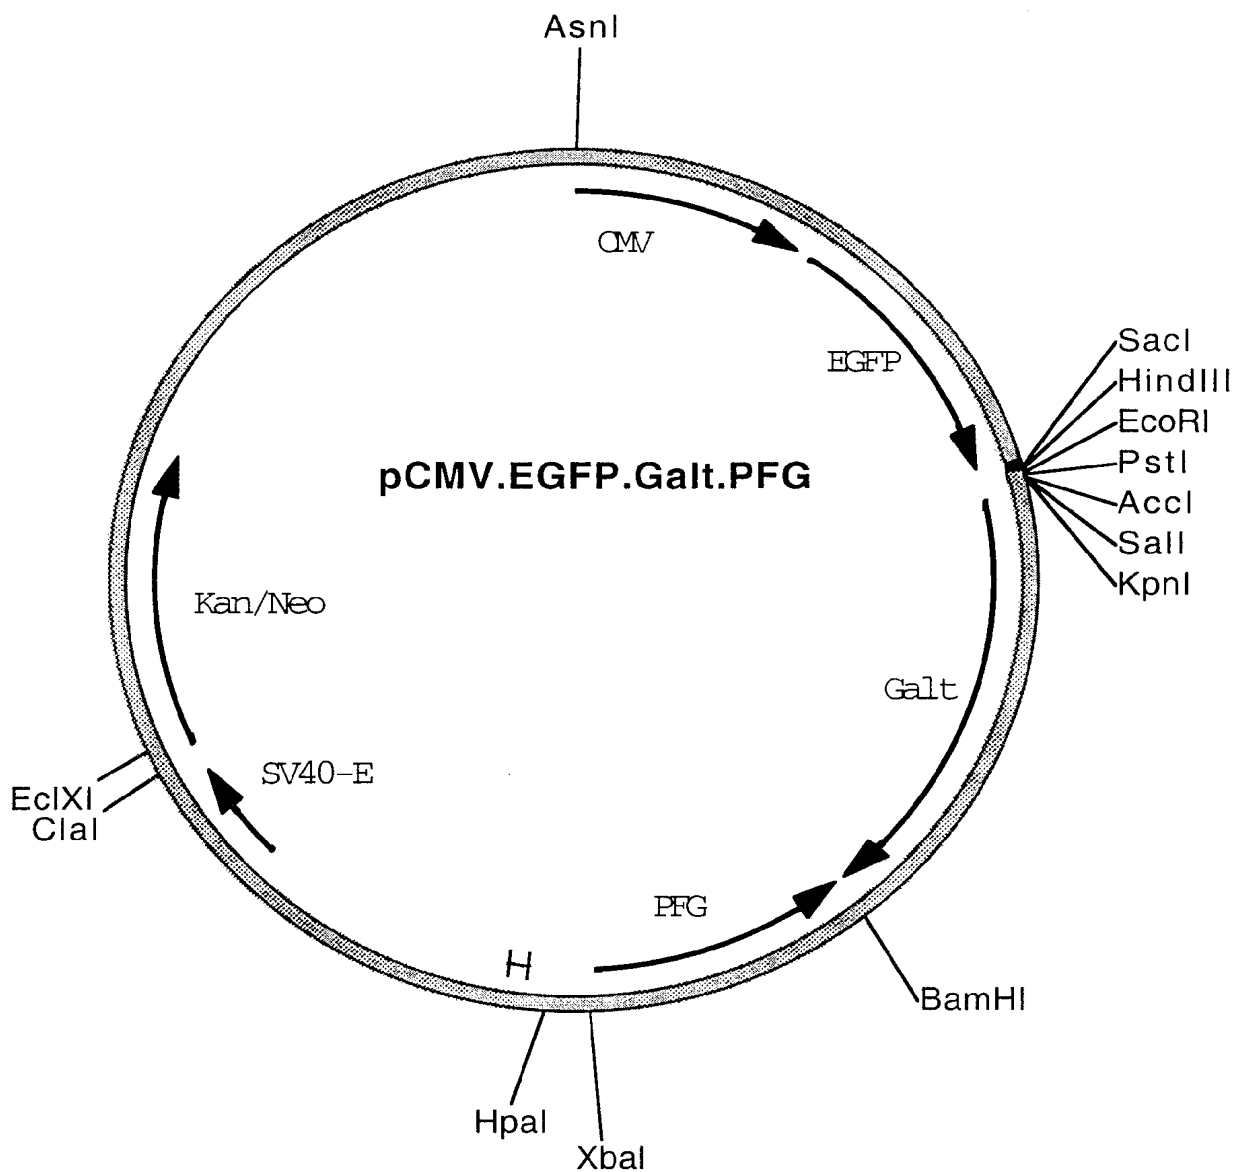 AsnI
CMV
EGFP
SacI
HindIII
EcoRI
PstI
AccI
SalI
KpnI
pCMV.EGFP.Galt.PFG
Kan/Neo
Galt
SV40-E
EclXI
ClaI
PFG
H
BamHI
HpaI
XbaI